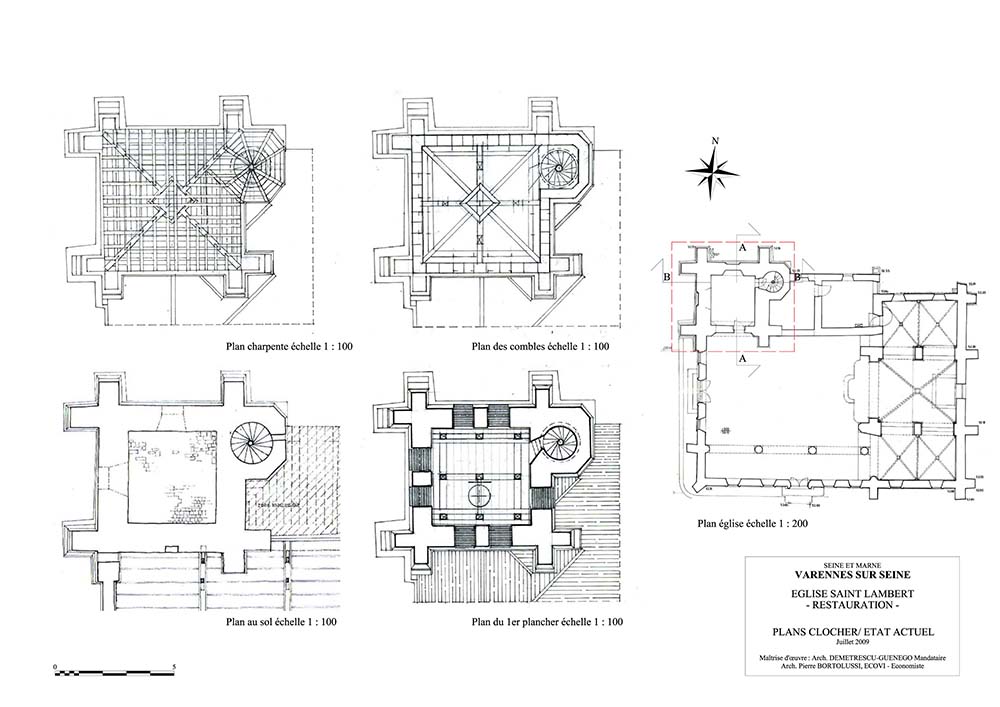 N
A
B
B
A
Plan charpente échelle 1 : 100
Plan des combles échelle 1 : 100
Plan église échelle 1 : 200
Plan au sol échelle 1 : 100
Plan du 1er plancher échelle 1 : 100
0 5
SEINE ET MARNE
VARENNES SUR SEINE
EGLISE SAINT LAMBERT
- RESTAURATION -
PLANS CLOCHER/ ETAT ACTUEL
Juillet 2009
Maîtrise d'œuvre : Arch. DEMETRESCU-GUENEGO Mandataire
Arch. Pierre BORTOLUSSI, ECOVI - Economiste